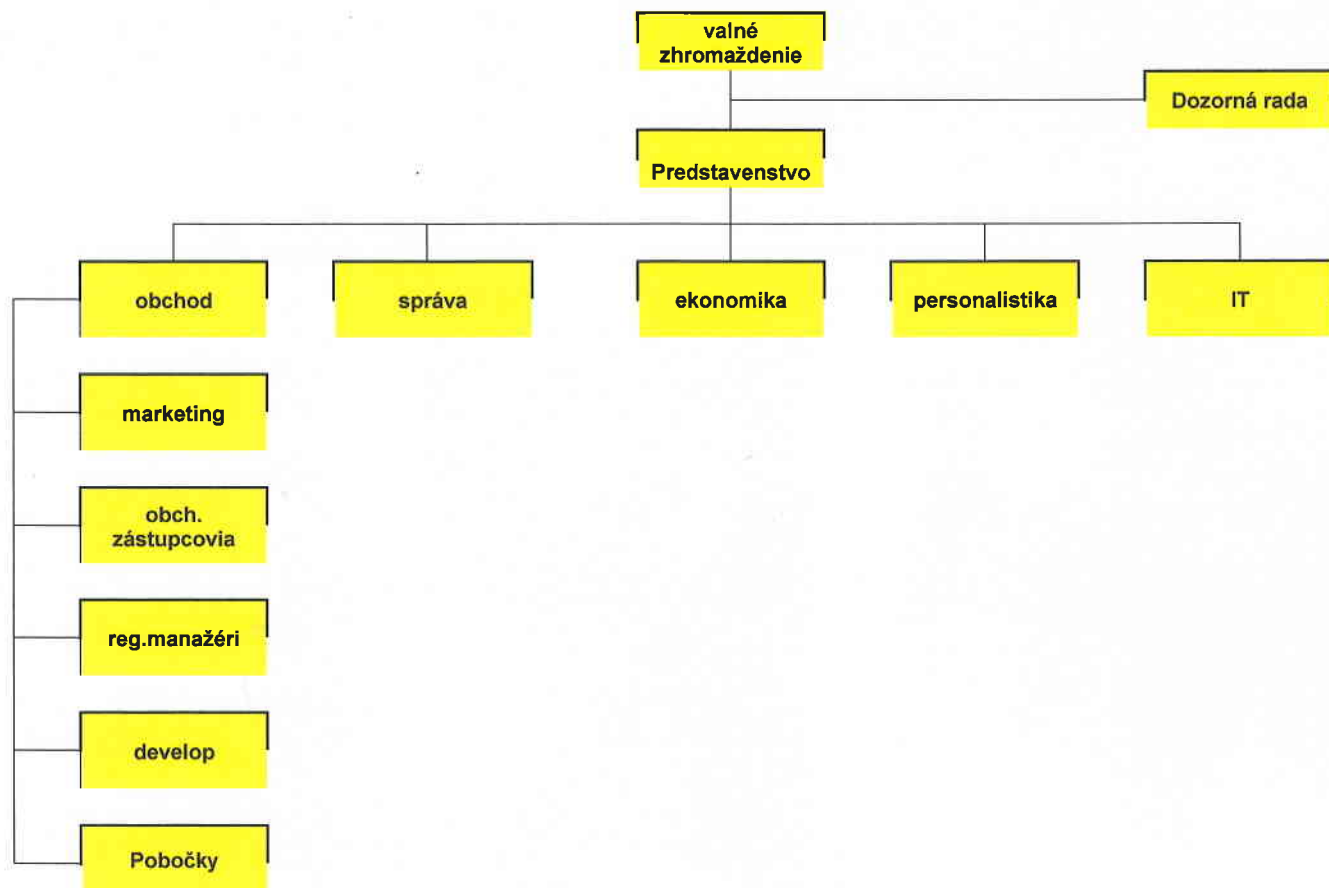 valné
zhromaždenie
Dozorná rada
Predstavenstvo
obchod
správa
ekonomika
personalistika
IT
marketing
obch.
zástupcovia
reg.manažéri
develop
Pobočky